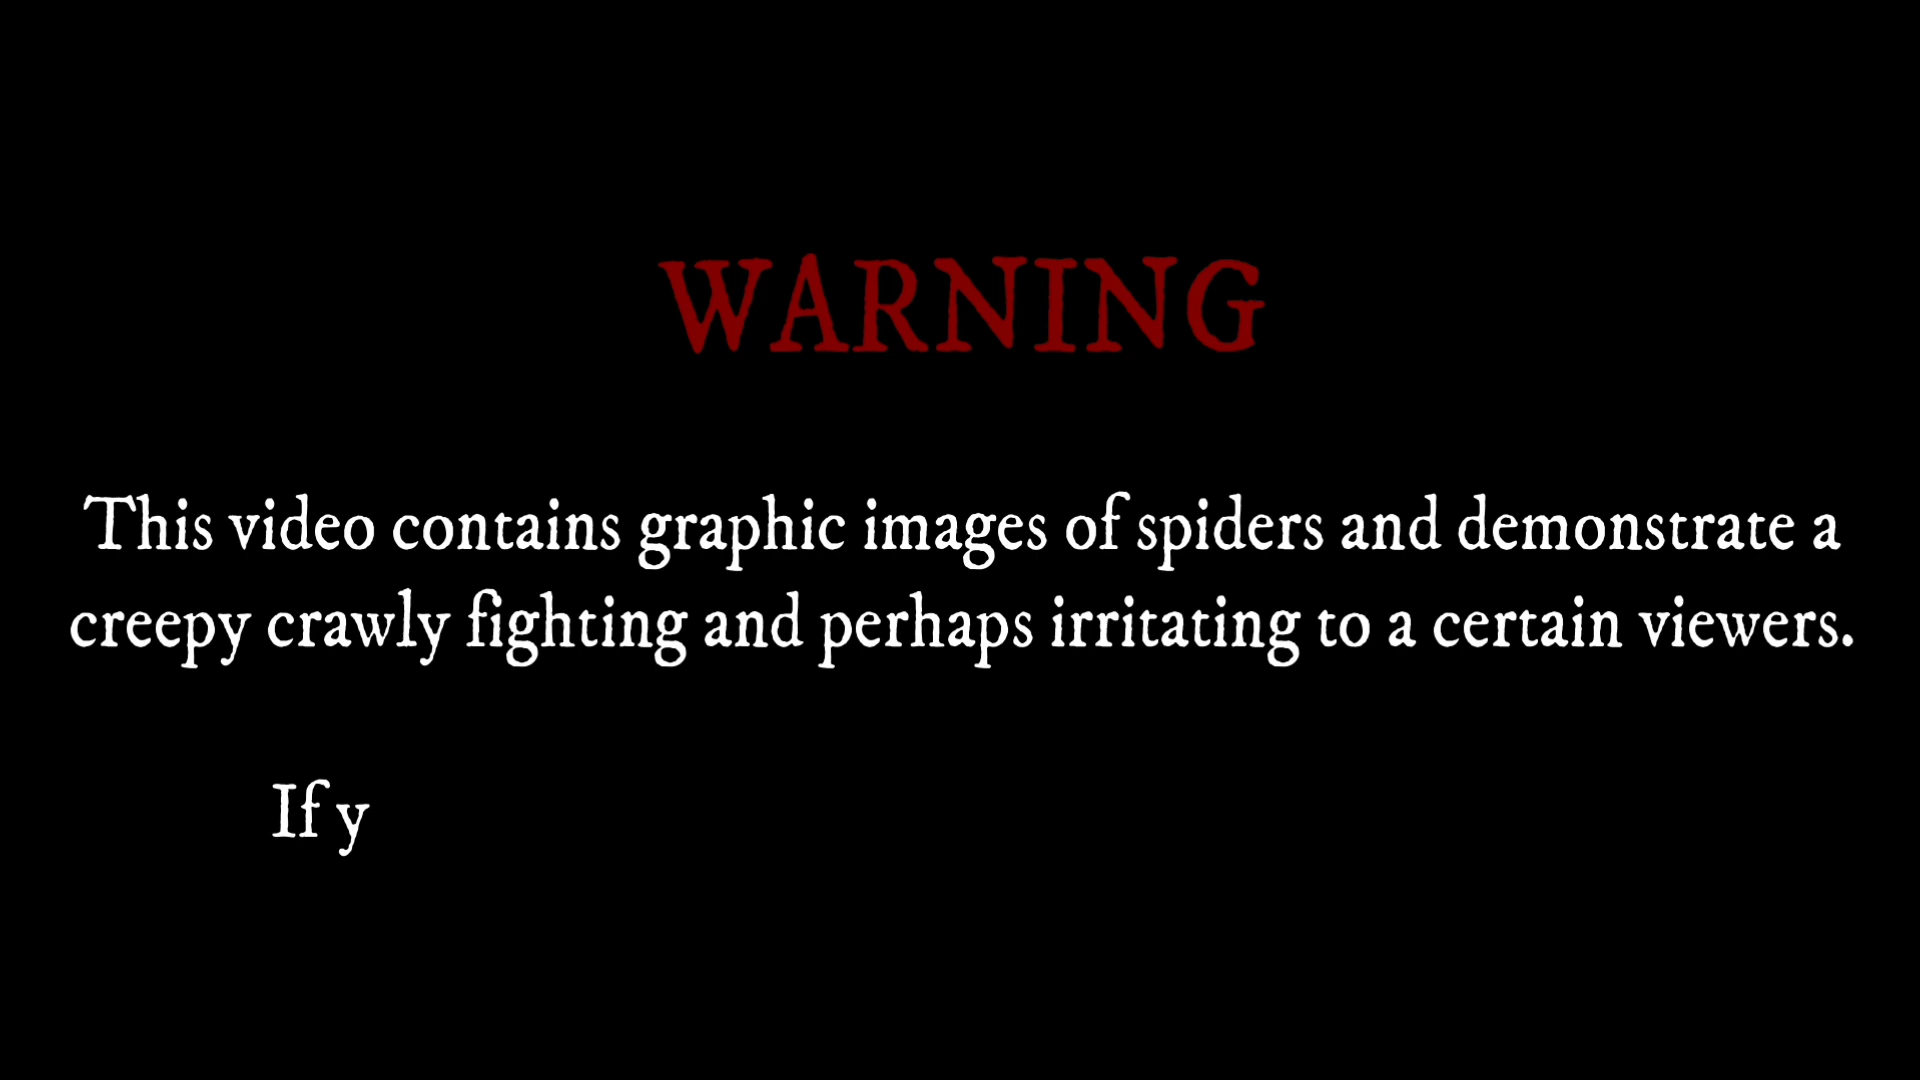 WARNING
This video contains graphic images of spiders and demonstrate a
creepy crawly fighting and perhaps irritating to a certain viewers.
If y